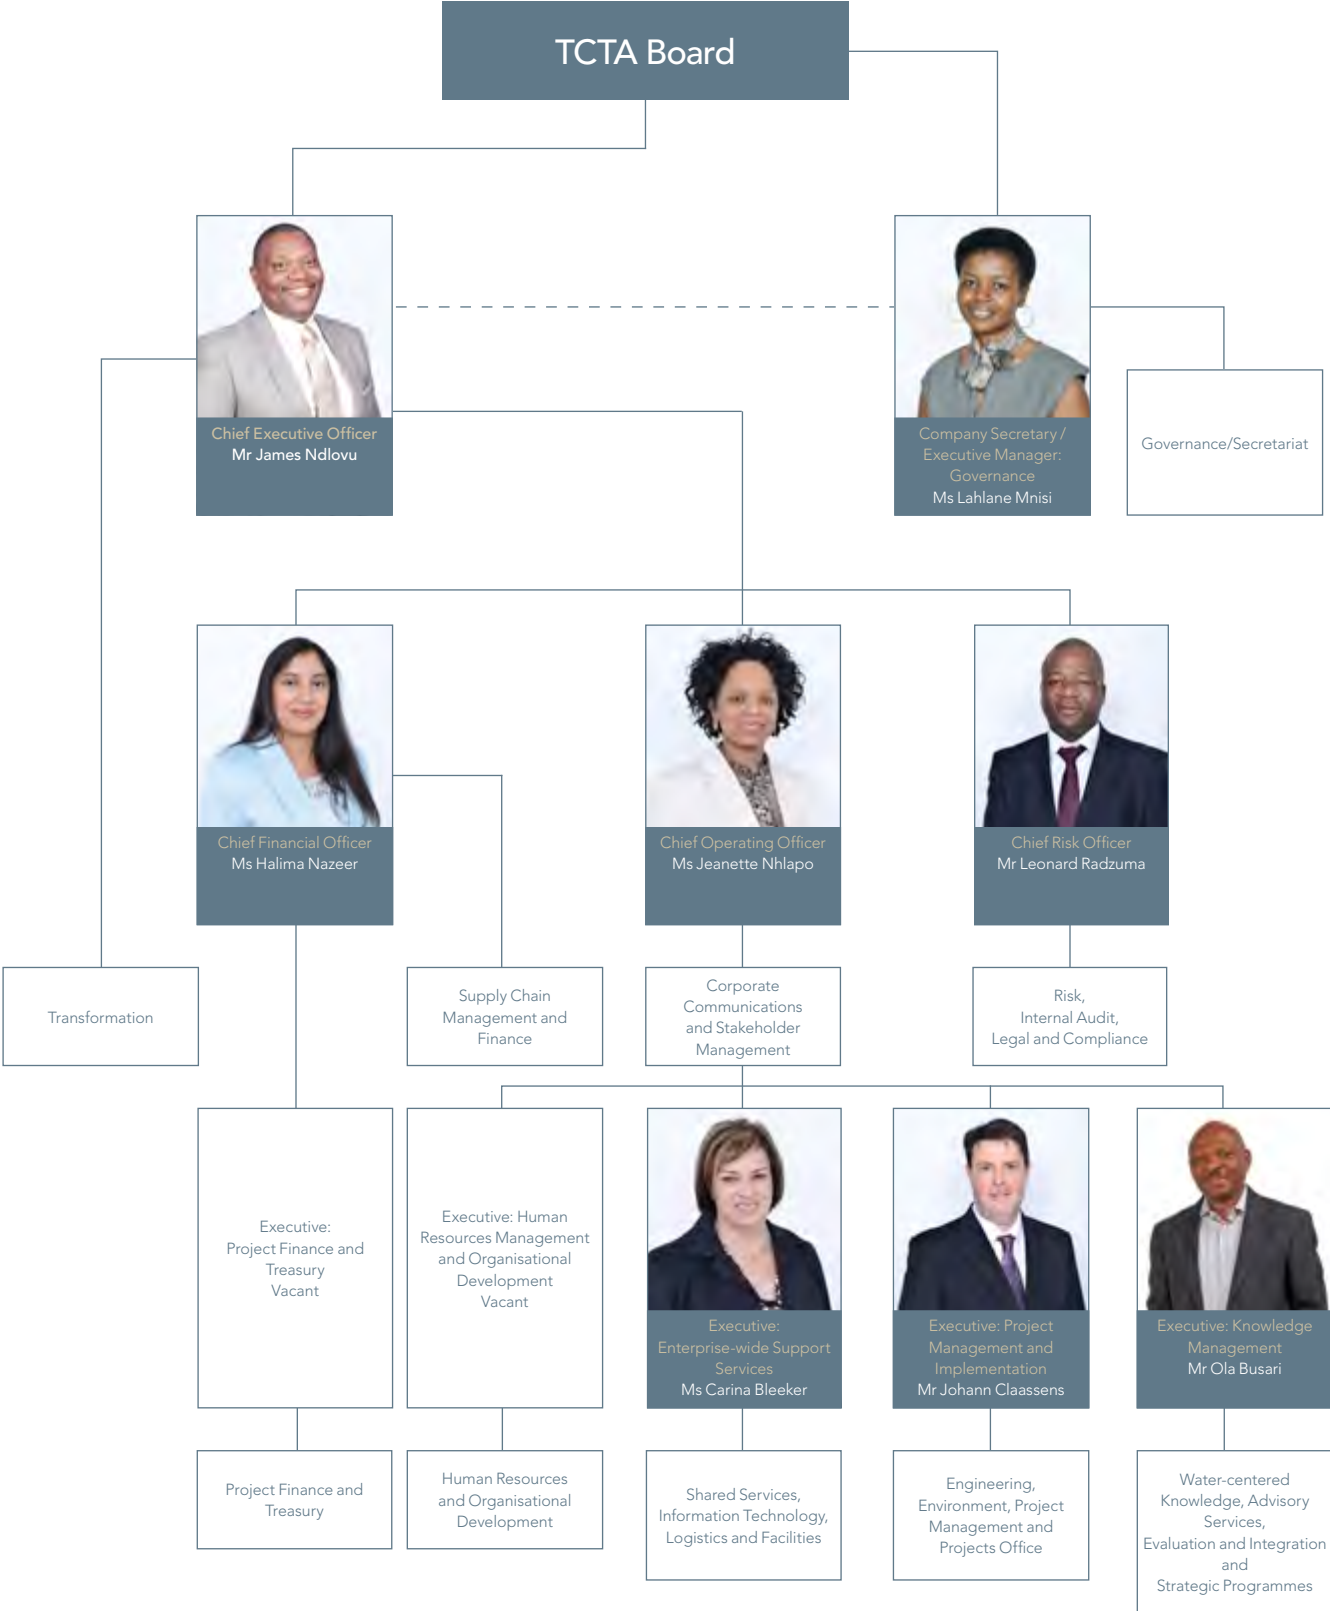 TCTA Board
Chief Executive Officer
Mr James Ndlovu
Company Secretary /
Executive Manager:
Governance
Ms Lahlane Mnisi
Governance/Secretariat
Chief Financial Officer
Ms Halima Nazeer
Chief Operating Officer
Ms Jeanette Nhlapo
Chief Risk Officer
Mr Leonard Radzuma
Transformation
Supply Chain
Management and
Finance
Corporate
Communications
and Stakeholder
Management
Risk,
Internal Audit,
Legal and Compliance
Executive:
Project Finance and
Treasury
Vacant
Executive: Human
Resources Management
and Organisational
Development
Vacant
Executive:
Enterprise-wide Support
Services
Ms Carina Bleeker
Executive: Project
Management and
Implementation
Mr Johann Claassens
Executive: Knowledge
Management
Mr Ola Busari
Project Finance and
Treasury
Human Resources
and Organisational
Development
Shared Services,
Information Technology,
Logistics and Facilities
Engineering,
Environment, Project
Management and
Projects Office
Water-centered
Knowledge, Advisory
Services,
Evaluation and Integration
and
Strategic Programmes